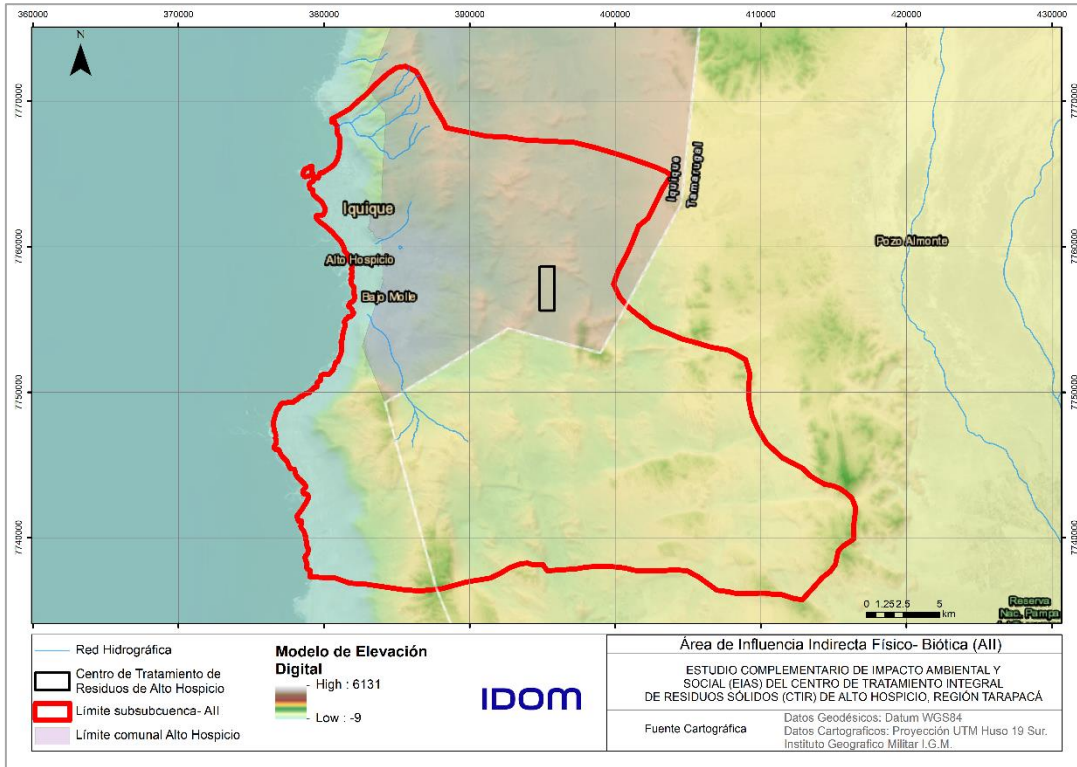 360000 370000 380000 390000 400000 410000 420000 430000
N
7770000 7770000
Iquique
Tamarugal
Iquique
7760000 7760000
Pozo Almonte
Alto Hospicio
Bajo Molle
7750000 7750000
7740000 7740000
0 1.25 2.5 5
km
Reserva
Nac. Pampa
Red Hidrográfica
Centro de Tratamiento de
Residuos de Alto Hospicio
Límite subsubcuenca- AII
Límite comunal Alto Hospicio
Modelo de Elevación
Digital
High : 6131
Low : -9
IDOM
Área de Influencia Indirecta Físico- Biótica (AII)
ESTUDIO COMPLEMENTARIO DE IMPACTO AMBIENTAL Y
SOCIAL (EIAS) DEL CENTRO DE TRATAMIENTO INTEGRAL
DE RESIDUOS SÓLIDOS (CTIR) DE ALTO HOSPICIO, REGIÓN TARAPACÁ
Fuente Cartográfica
Datos Geodésicos: Datum WGS84
Datos Cartograficos: Proyección UTM Huso 19 Sur.
Instituto Geografico Militar I.G.M.